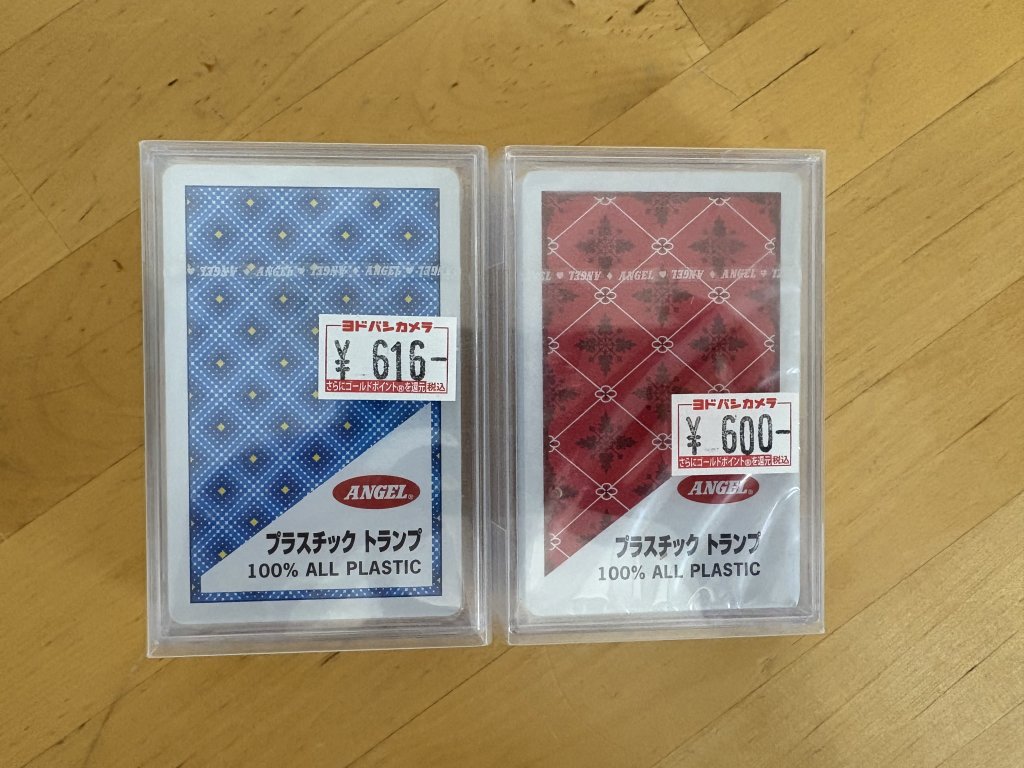 ANGEL ANGEL ANGEL ANGEL
ヨドバシカメラ
¥ 616-
さらにゴールドポイント®を還元 税込
ANGEL®
プラスチック トランプ
100% ALL PLASTIC
ANGEL ANGEL ANGEL ANGEL
ヨドバシカメラ
¥ 600-
さらにゴールドポイント®を還元 税込
ANGEL®
プラスチック トランプ
100% ALL PLASTIC